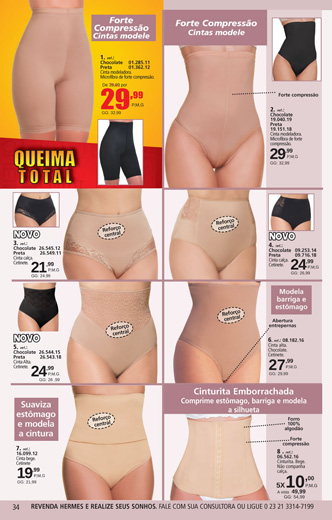 Forte
Compressão
Cintas modele
1. ref.:
Chocolate 01.285.11
Preta 01.362.12
Cinta modeladora.
Microfibra de forte compressão.
De 39,60 por
29,99
P.M.G
GG: 32,99
QUEIMA
TOTAL
Forte Compressão
Cintas modele
Forte compressão
2. ref.:
Chocolate
19.040.19
Preta
19.151.18
Cinta modeladora.
Microfibra de forte
compressão.
29,99
P.M.G
GG: 32,99
NOVO
3. ref.:
Chocolate 26.545.12
Preta 26.549.11
Cinta calça.
Cetinete.
21,99
P.M.G
GG: 24,99
Reforço
central
Reforço
central
NOVO
4. ref.:
Chocolate
09.253.14
Preta
09.716.18
Cinta calça.
Cetinete.
24,99
P.M.G
GG: 26,99
NOVO
5. ref.:
Chocolate 26.544.15
Preta 26.543.18
Cinta Alta.
Cetinete.
24,99
P.M.G
GG: 26,99
Reforço
central
Modela
barriga e
estômago
Abertura
entrepernas
6. ref.: 08.182.16
Cinta alta.
Chocolate.
Cetinete.
27,99
P.M.G
GG: 29,99
Suaviza
estômago
e modela
a cintura
7. ref.:
16.099.12
Cinta bege.
Cetinete.
19,99
P.M.G
GG: 21,99
Reforço
central
Cinturita Emborrachada
Comprime estômago, barriga e modela
a silhueta
Forro
100%
algodão
Forte
compressão
8 - ref.:
06.562.16
Cinturita. Bege.
Não companha
calça.
5X 10,00
P.M.G
A vista: 49,99
GG: 54,99
34 REVENDA HERMES E REALIZE SEUS SONHOS. FALE COM SUA CONSULTORA OU LIGUE 0 23 21 3314-7199